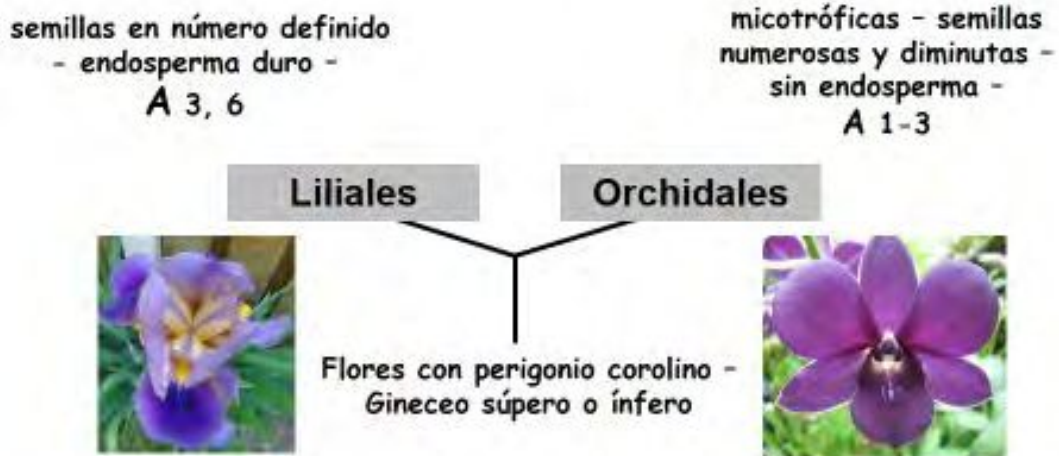 semillas en número definido
- endosperma duro -
A 3, 6
micotróficas - semillas
numerosas y diminutas -
sin endosperma -
A 1-3
Liliales
Orchidales
Flores con perigonio corolino -
Gineceo súpero o ínfero